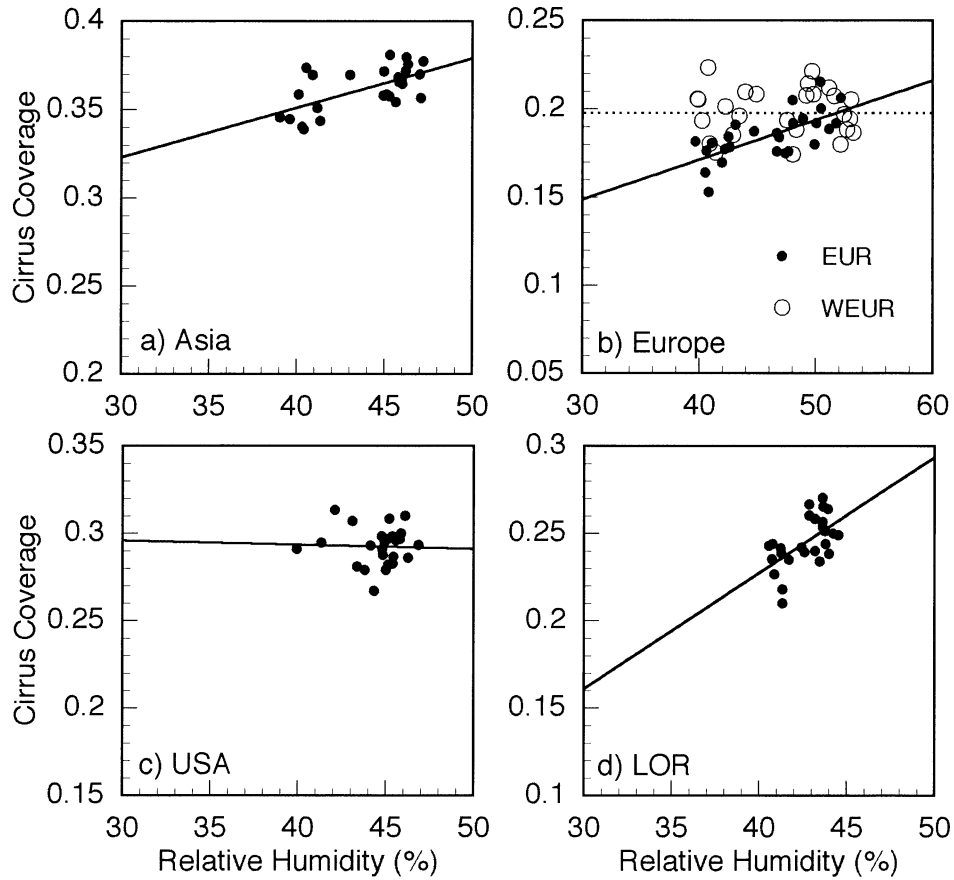 0.4
0.35
0.3
0.25
0.2
Cirrus Coverage
a) Asia
30 35 40 45 50
0.25
0.2
0.15
0.1
0.05
EUR
WEUR
b) Europe
30 40 50 60
0.35
0.3
0.25
0.2
0.15
Cirrus Coverage
c) USA
30 35 40 45 50
Relative Humidity (%)
0.3
0.25
0.2
0.15
0.1
d) LOR
30 35 40 45 50
Relative Humidity (%)